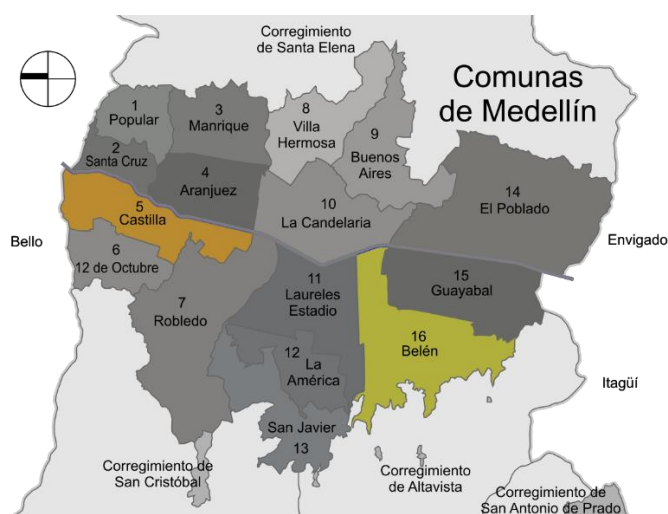 Corregimiento
de Santa Elena
Comunas
de Medellín
1
Popular
3
Manrique
8
Villa
Hermosa
9
Buenos
Aires
2
Santa Cruz
4
Aranjuez
14
El Poblado
5
Castilla
10
La Candelaria
Bello
Envigado
6
12 de Octubre
7
Robledo
11
Laureles
Estadio
15
Guayabal
16
Belén
12
La
América
Itagüí
San Javier
13
Corregimiento de
San Cristóbal
Corregimiento
de Altavista
Corregimiento de
San Antonio de Prado